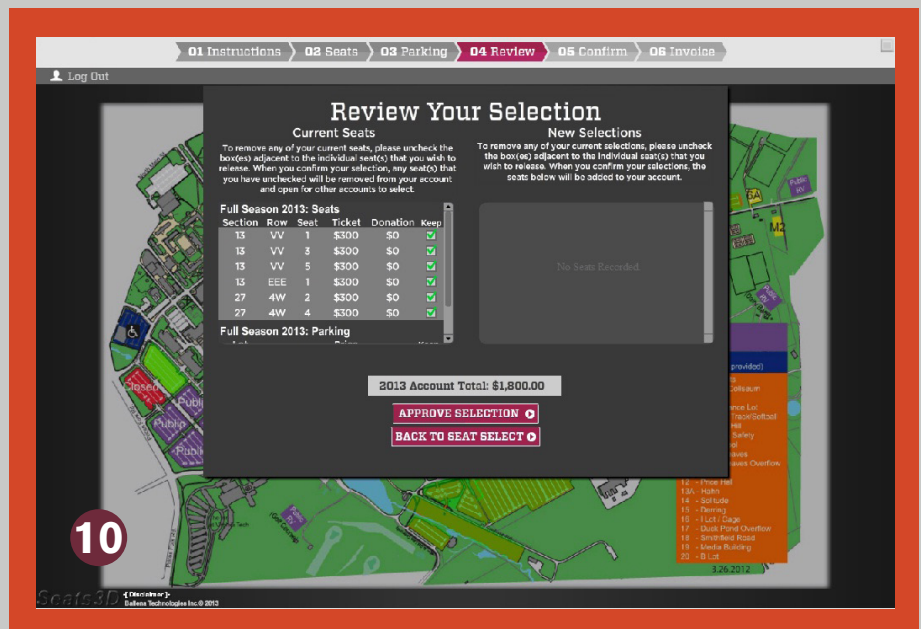 01 Instructions 02 Seats 03 Parking 04 Review 05 Confirm 06 Invoice
Log Out
Review Your Selection
Current Seats
To remove any of your current seats, please uncheck
the box(es) adjacent to the individual seat(s) that you wish to
release. When you confirm your selection, any seat(s) that
you have unchecked will be removed from your account
and open for other accounts to select.
New Selections
To remove any of your current selections, please uncheck
the box(es) adjacent to the individual seat(s) that you
wish to release. When you confirm your selections, the
seats below will be added to your account.
Full Season 2013: Seats
Section Row Seat Ticket Donation Keep
13 VV 1 $300 $0
13 VV 3 $300 $0
13 VV 5 $300 $0
13 EEE 1 $300 $0
27 4W 2 $300 $0
27 4W 4 $300 $0
Full Season 2013: Parking
No Seats Recorded
2013 Account Total: $1,800.00
APPROVE SELECTION
BACK TO SEAT SELECT
Closed
Public
Public
RV
M2
provided)
Coliseum
Track/Softball
Safety
12 - Price Hall
13A - Hahn
14 - Solitude
15 - Derring
16 - I Lot / Cage
17 - Duck Pond Overflow
18 - Smithfield Road
19 - Media Building
20 - B Lot
3.26.2012
10
Seats3D
-[ Disclaimer ]-
Ballena Technologies Inc. © 2013